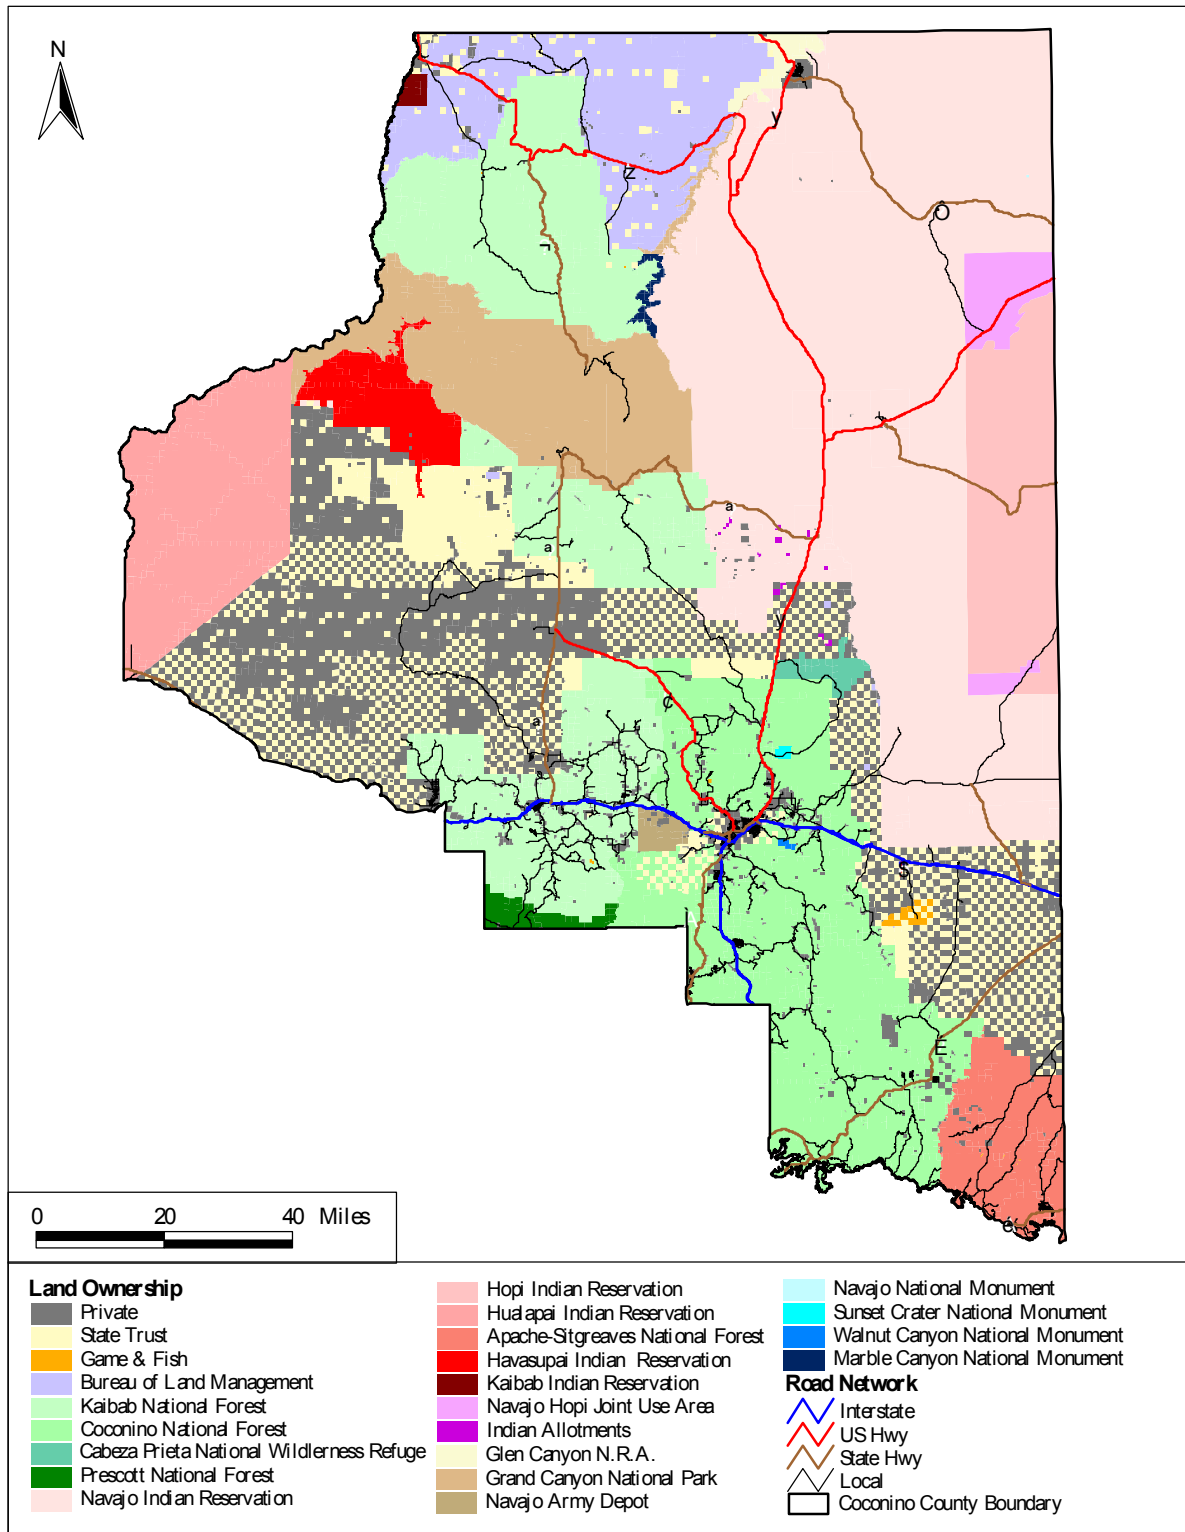 N
y
Z
Ô
a
a
y
¢
a
$
E
0 20 40 Miles
Land Ownership
Private
State Trust
Game & Fish
Bureau of Land Management
Kaibab National Forest
Coconino National Forest
Cabeza Prieta National Wildlerness Refuge
Prescott National Forest
Navajo Indian Reservation
Hopi Indian Reservation
Hualapai Indian Reservation
Apache-Sitgreaves National Forest
Havasupai Indian Reservation
Kaibab Indian Reservation
Navajo Hopi Joint Use Area
Indian Allotments
Glen Canyon N.R.A.
Grand Canyon National Park
Navajo Army Depot
Navajo National Monument
Sunset Crater National Monument
Walnut Canyon National Monument
Marble Canyon National Monument
Road Network
Interstate
US Hwy
State Hwy
Local
Coconino County Boundary